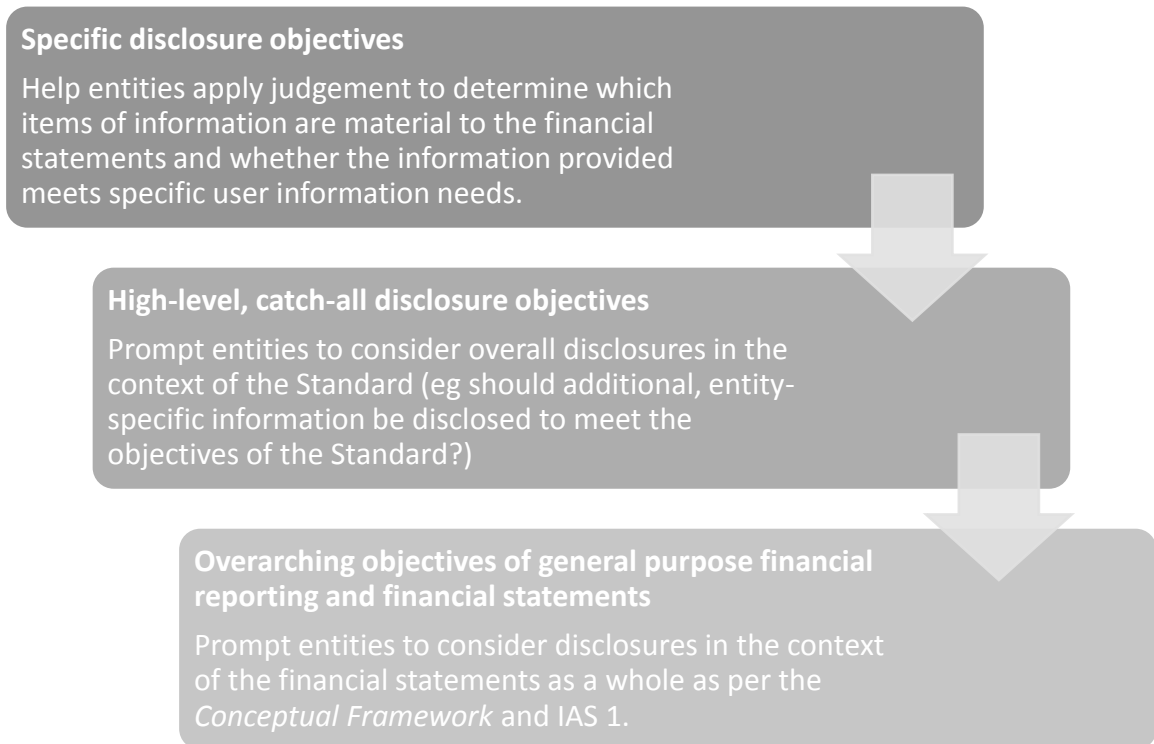 Specific disclosure objectives
Help entities apply judgement to determine which
items of information are material to the financial
statements and whether the information provided
meets specific user information needs.
High-level, catch-all disclosure objectives
Prompt entities to consider overall disclosures in the
context of the Standard (eg should additional, entity-
specific information be disclosed to meet the
objectives of the Standard?)
Overarching objectives of general purpose financial
reporting and financial statements
Prompt entities to consider disclosures in the context
of the financial statements as a whole as per the
Conceptual Framework and IAS 1.